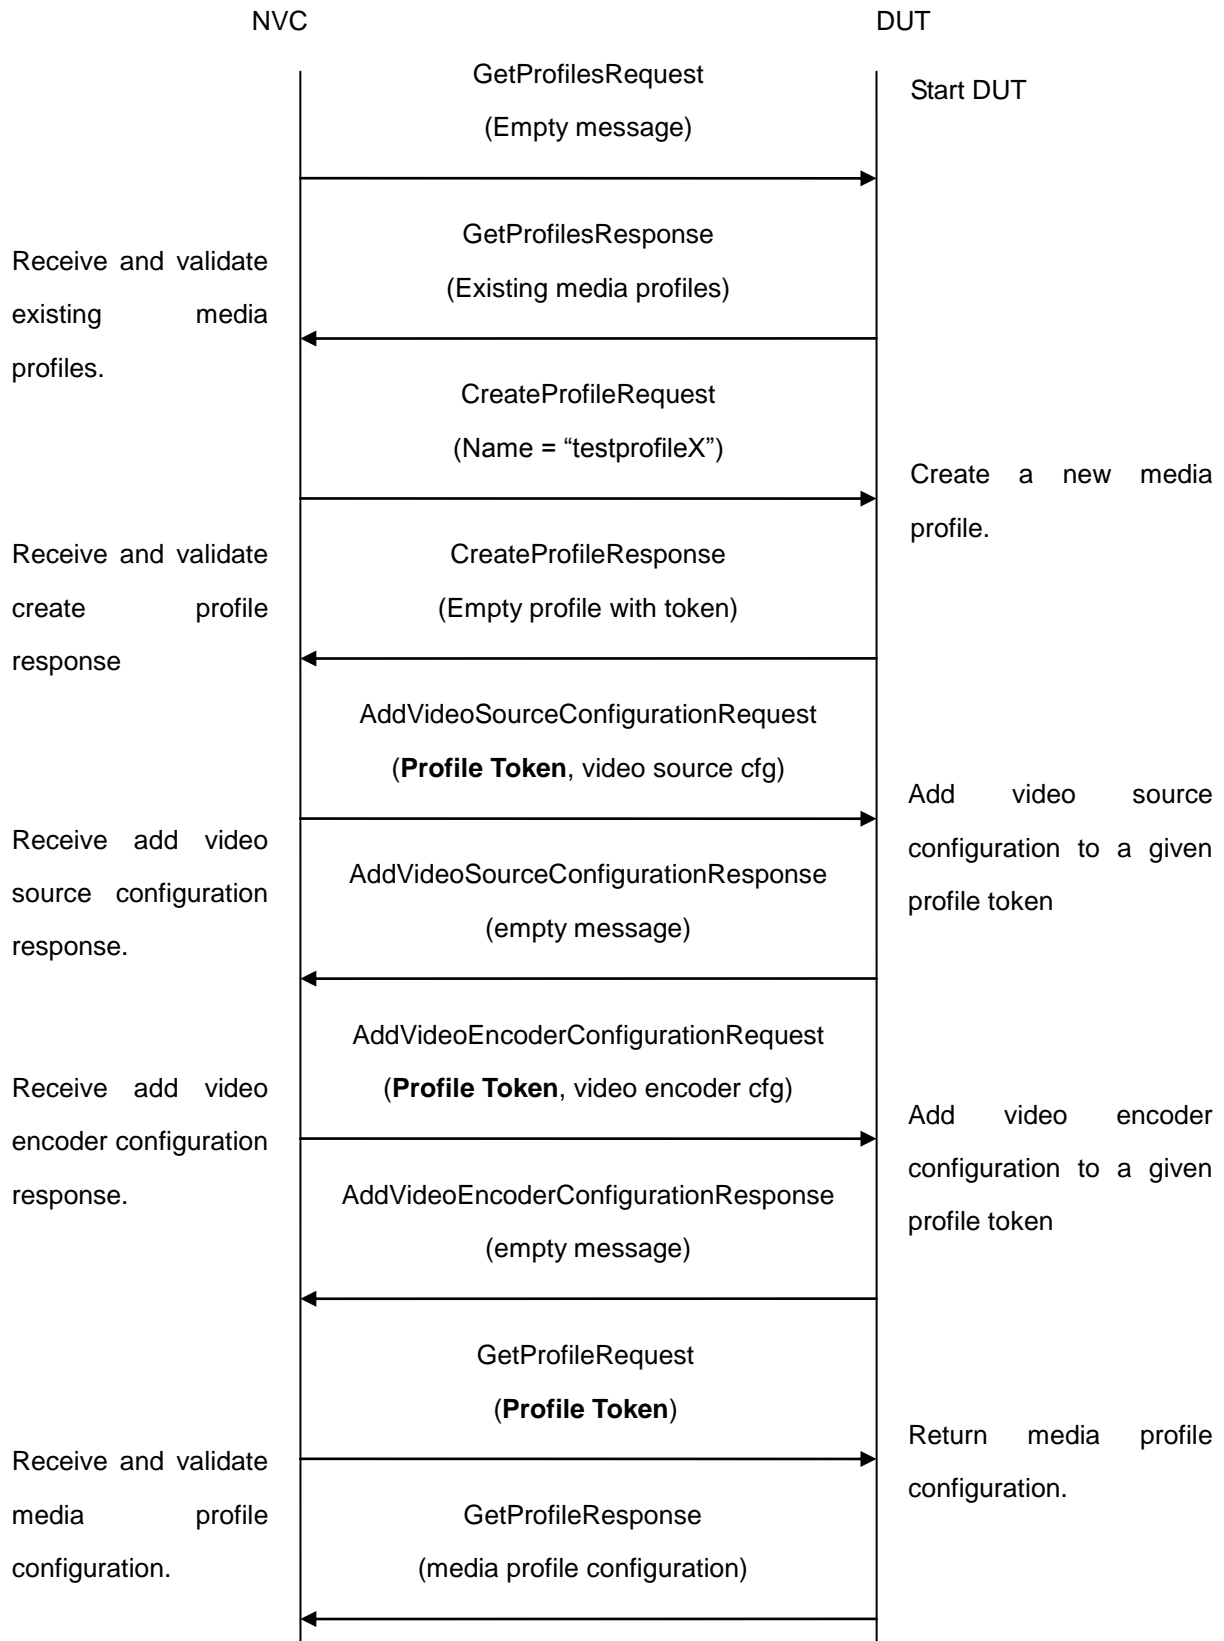 NVC
DUT
GetProfilesRequest
Start DUT
(Empty message)
GetProfilesResponse
(Existing media profiles)
Receive and validate
existing media
profiles.
CreateProfileRequest
(Name = “testprofileX”)
Create a new media
profile.
CreateProfileResponse
(Empty profile with token)
Receive and validate
create profile
response
AddVideoSourceConfigurationRequest
(Profile Token, video source cfg)
Add video source
configuration to a given
profile token
AddVideoSourceConfigurationResponse
(empty message)
Receive add video
source configuration
response.
AddVideoEncoderConfigurationRequest
(Profile Token, video encoder cfg)
Add video encoder
configuration to a given
profile token
Receive add video
encoder configuration
response.
AddVideoEncoderConfigurationResponse
(empty message)
GetProfileRequest
(Profile Token)
Return media profile
configuration.
Receive and validate
media profile
configuration.
GetProfileResponse
(media profile configuration)